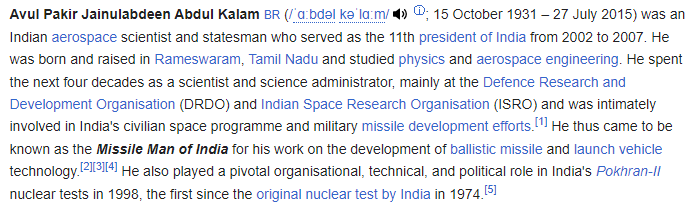 Avul Pakir Jainulabdeen Abdul Kalam BR (/ˈɑːbdəl kəˈlɑːm/ ⓘ; 15 October 1931 – 27 July 2015) was an
Indian aerospace scientist and statesman who served as the 11th president of India from 2002 to 2007. He
was born and raised in Rameswaram, Tamil Nadu and studied physics and aerospace engineering. He spent
the next four decades as a scientist and science administrator, mainly at the Defence Research and
Development Organisation (DRDO) and Indian Space Research Organisation (ISRO) and was intimately
involved in India's civilian space programme and military missile development efforts.[1] He thus came to be
known as the Missile Man of India for his work on the development of ballistic missile and launch vehicle
technology.[2][3][4] He also played a pivotal organisational, technical, and political role in India's Pokhran-II
nuclear tests in 1998, the first since the original nuclear test by India in 1974.[5]